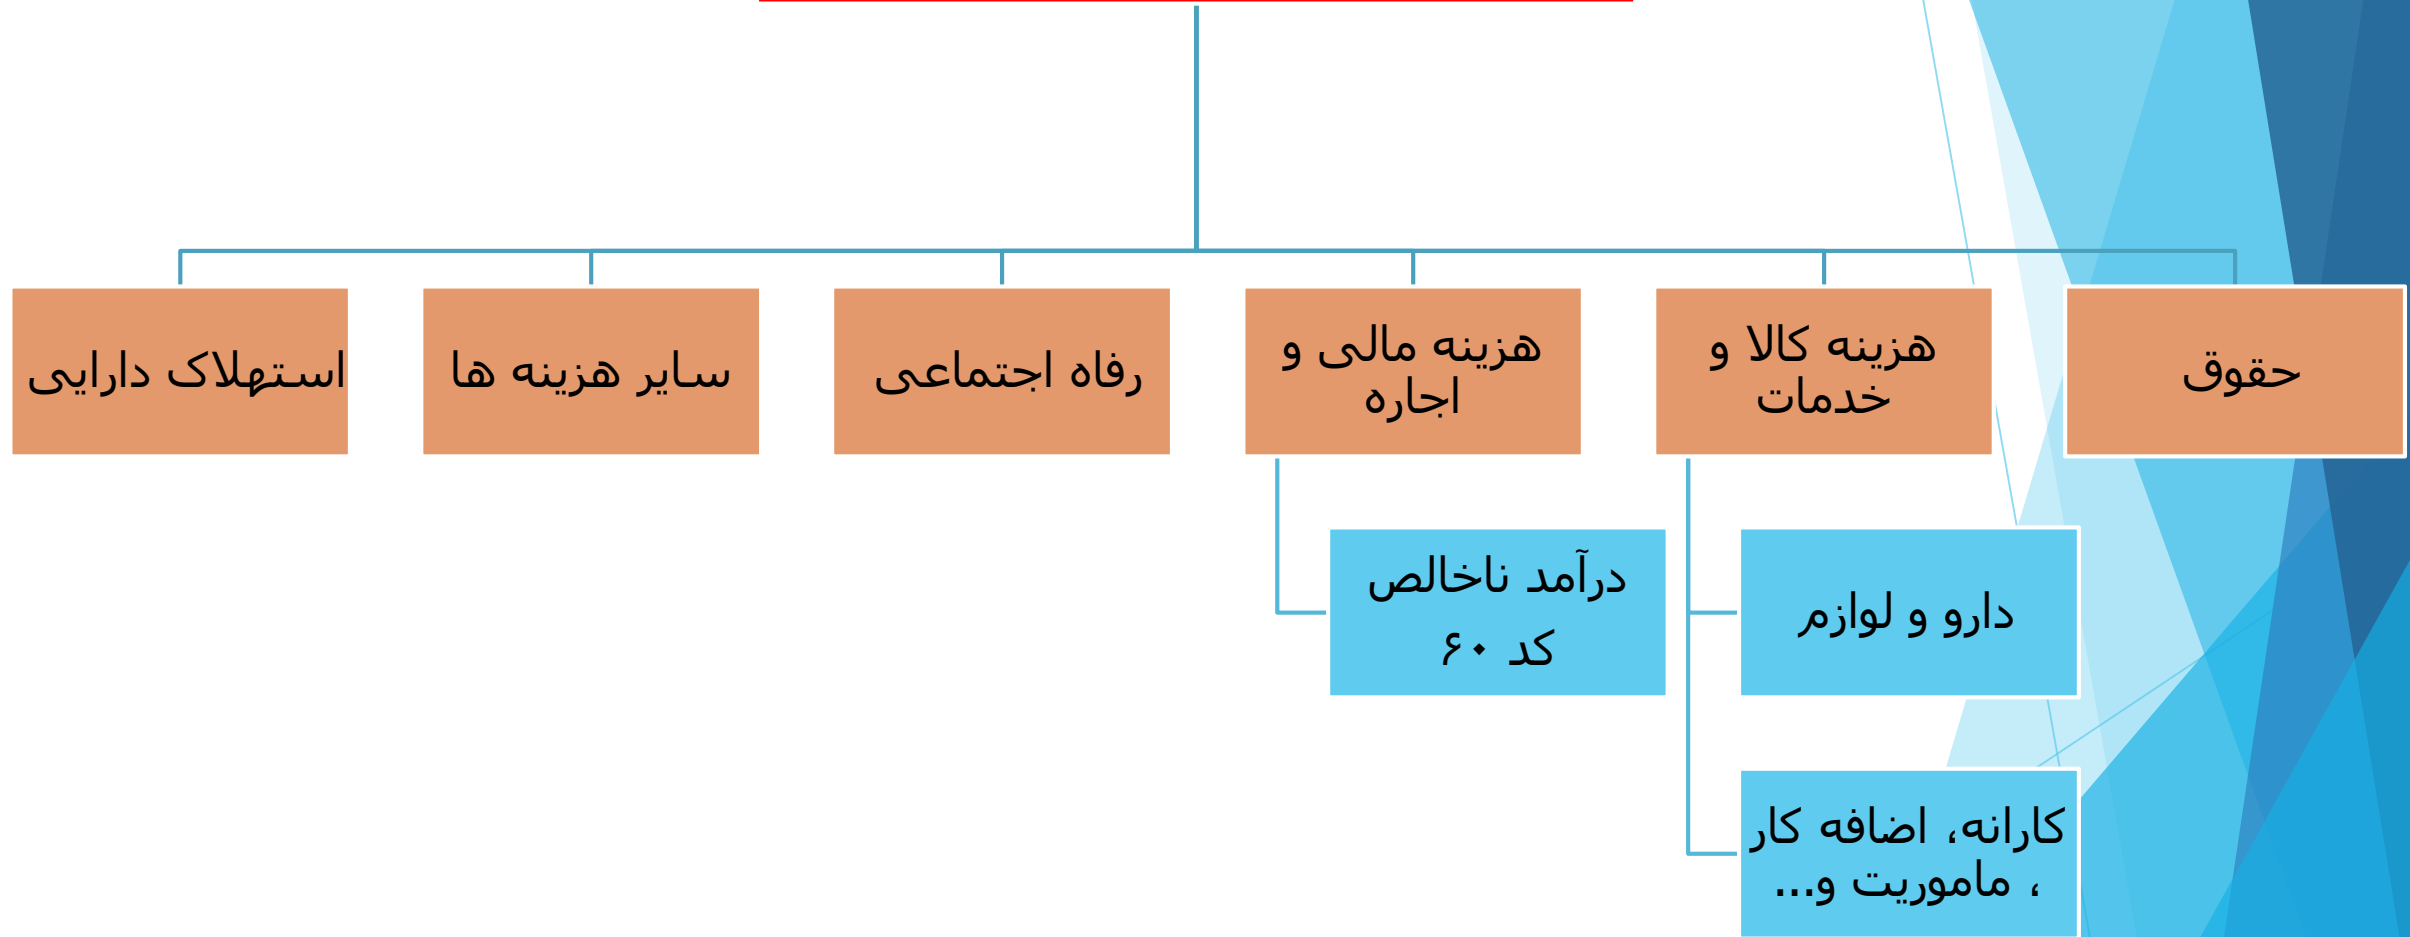 حقوق
هزینه کالا و
خدمات
هزینه مالی و
اجاره
رفاه اجتماعی
سایر هزینه ها
استهلاک دارایی
دارو و لوازم
درآمد ناخالص
کد ۶۰
کارانه، اضافه کار
، ماموریت و...